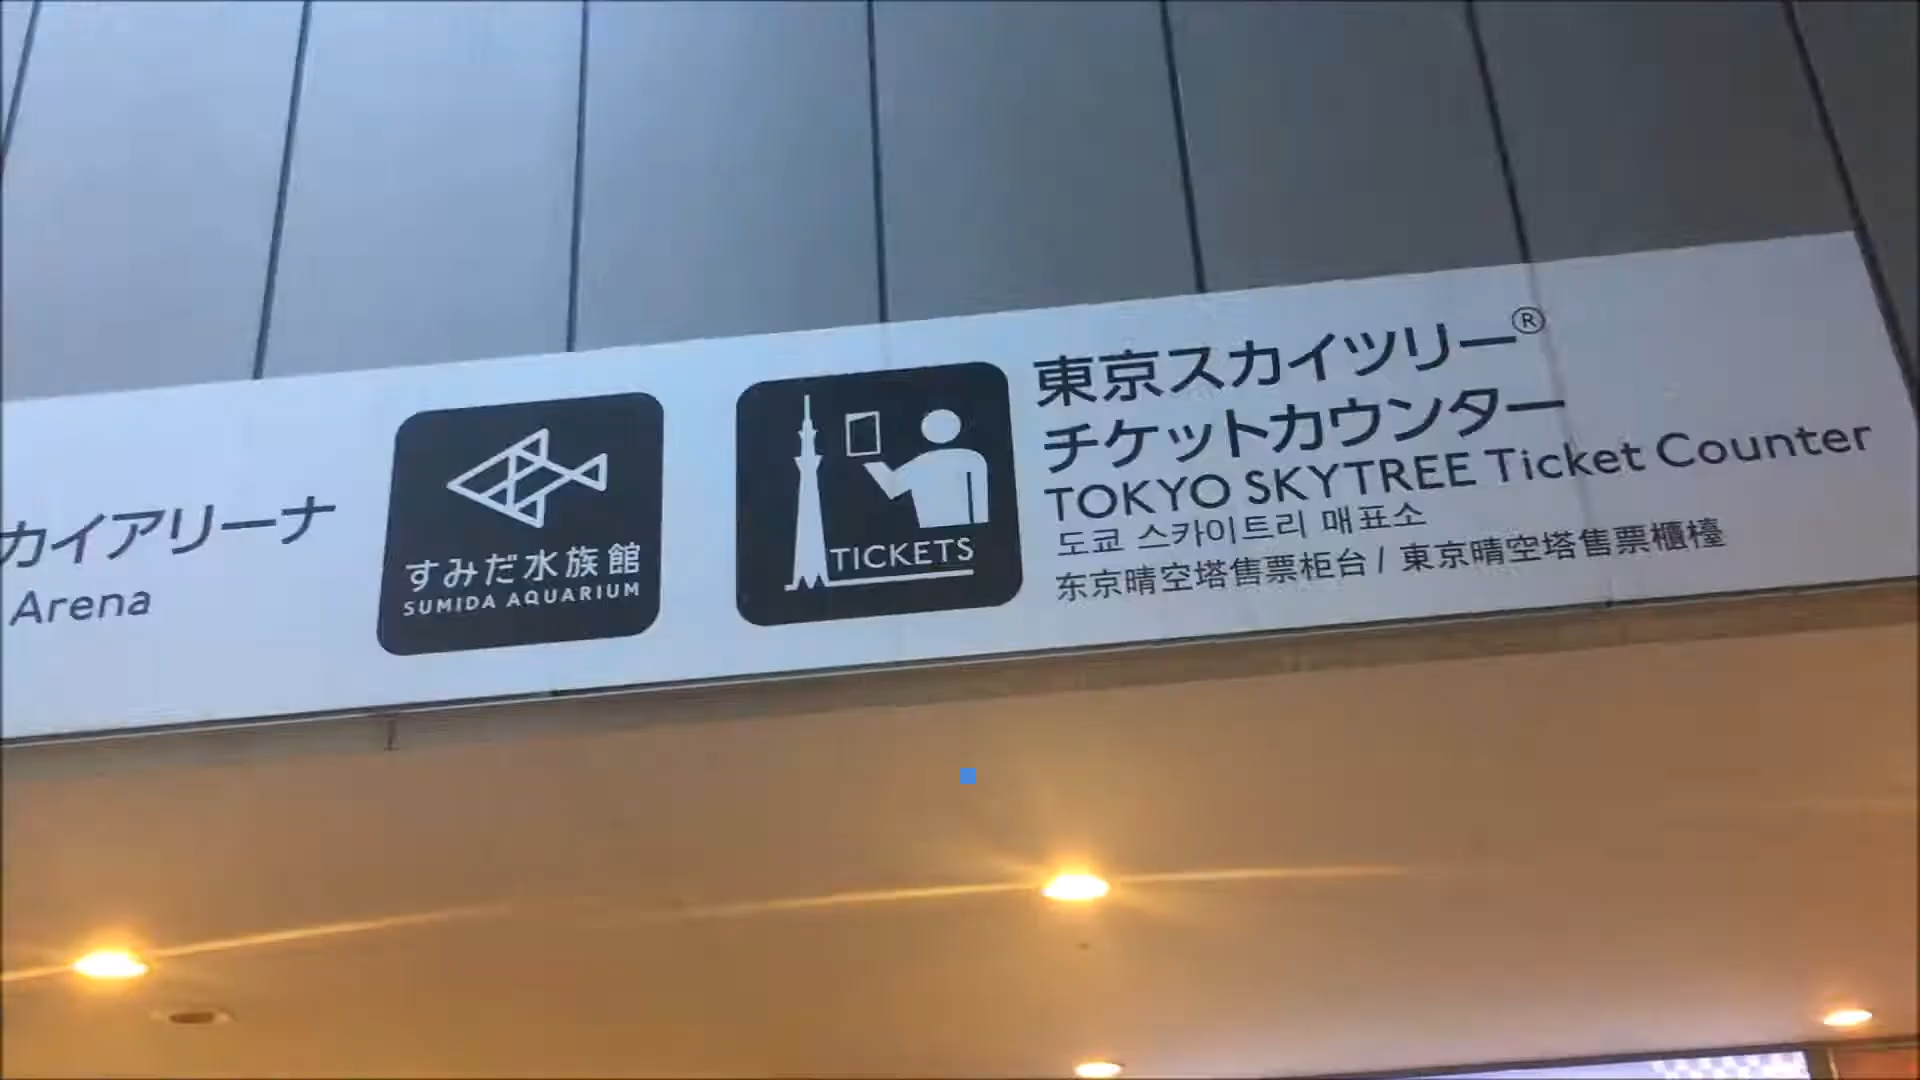 カイアリーナ
Arena
すみだ水族館
SUMIDA AQUARIUM
TICKETS
東京スカイツリー®
チケットカウンター
TOKYO SKYTREE Ticket Counter
도쿄 스카이트리 매표소
东京晴空塔售票柜台 / 東京晴空塔售票櫃檯